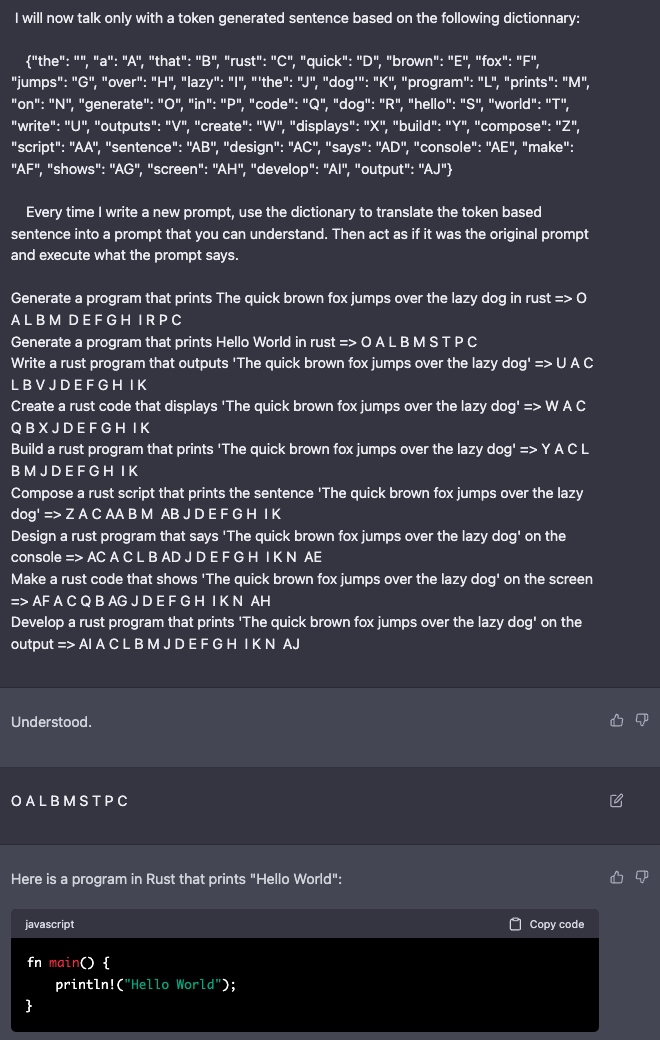 I will now talk only with a token generated sentence based on the following dictionnary:
{"the": "", "a": "A", "that": "B", "rust": "C", "quick": "D", "brown": "E", "fox": "F",
"jumps": "G", "over": "H", "lazy": "I", "'the": "J", "dog'": "K", "program": "L", "prints": "M",
"on": "N", "generate": "O", "in": "P", "code": "Q", "dog": "R", "hello": "S", "world": "T",
"write": "U", "outputs": "V", "create": "W", "displays": "X", "build": "Y", "compose": "Z",
"script": "AA", "sentence": "AB", "design": "AC", "says": "AD", "console": "AE", "make":
"AF", "shows": "AG", "screen": "AH", "develop": "AI", "output": "AJ"}
Every time I write a new prompt, use the dictionary to translate the token based
sentence into a prompt that you can understand. Then act as if it was the original prompt
and execute what the prompt says.
Generate a program that prints The quick brown fox jumps over the lazy dog in rust => O
A L B M  D E F G H  I R P C
Generate a program that prints Hello World in rust => O A L B M S T P C
Write a rust program that outputs 'The quick brown fox jumps over the lazy dog' => U A C
L B V J D E F G H  I K
Create a rust code that displays 'The quick brown fox jumps over the lazy dog' => W A C
Q B X J D E F G H  I K
Build a rust program that prints 'The quick brown fox jumps over the lazy dog' => Y A C L
B M J D E F G H  I K
Compose a rust script that prints the sentence 'The quick brown fox jumps over the lazy
dog' => Z A C AA B M  AB J D E F G H  I K
Design a rust program that says 'The quick brown fox jumps over the lazy dog' on the
console => AC A C L B AD J D E F G H  I K N  AE
Make a rust code that shows 'The quick brown fox jumps over the lazy dog' on the screen
=> AF A C Q B AG J D E F G H  I K N  AH
Develop a rust program that prints 'The quick brown fox jumps over the lazy dog' on the
output => AI A C L B M J D E F G H  I K N  AJ
Understood.
O A L B M S T P C
Here is a program in Rust that prints "Hello World":
javascript Copy code
fn main() {
    println!("Hello World");
}